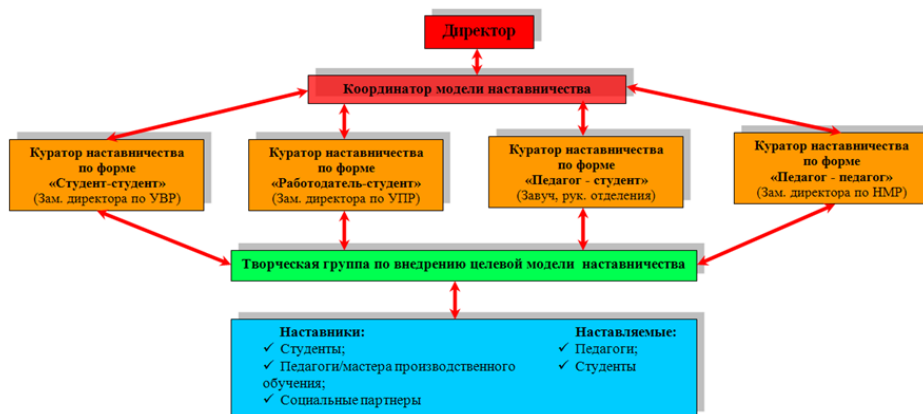 Директор
Координатор модели наставничества
Куратор наставничества
по форме
«Студент-студент»
(Зам. директора по УВР)
Куратор наставничества
по форме
«Работодатель-студент»
(Зам. директора по УПР)
Куратор наставничества
по форме
«Педагог - студент»
(Завуч, рук. отделения)
Куратор наставничества
по форме
«Педагог - педагог»
(Зам. директора по НМР)
Творческая группа по внедрению целевой модели наставничества
Наставники:
✓ Студенты;
✓ Педагоги/мастера производственного
обучения;
✓ Социальные партнеры
Наставляемые:
✓ Педагоги;
✓ Студенты